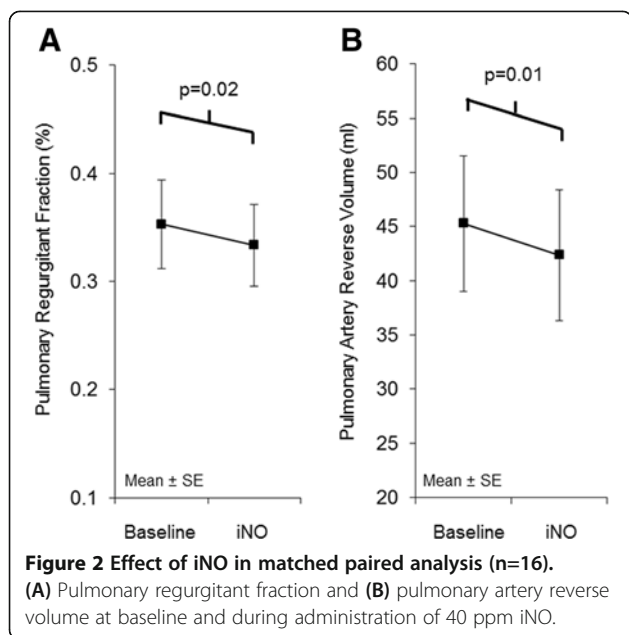 A
B
Pulmonary Regurgitant Fraction (%)
0.5
0.4
0.3
0.2
0.1
p=0.02
Mean ± SE
Baseline
iNO
Pulmonary Artery Reverse Volume (ml)
60
55
50
45
40
35
30
25
20
p=0.01
Mean ± SE
Baseline
iNO
Figure 2 Effect of iNO in matched paired analysis (n=16).
(A) Pulmonary regurgitant fraction and (B) pulmonary artery reverse
volume at baseline and during administration of 40 ppm iNO.